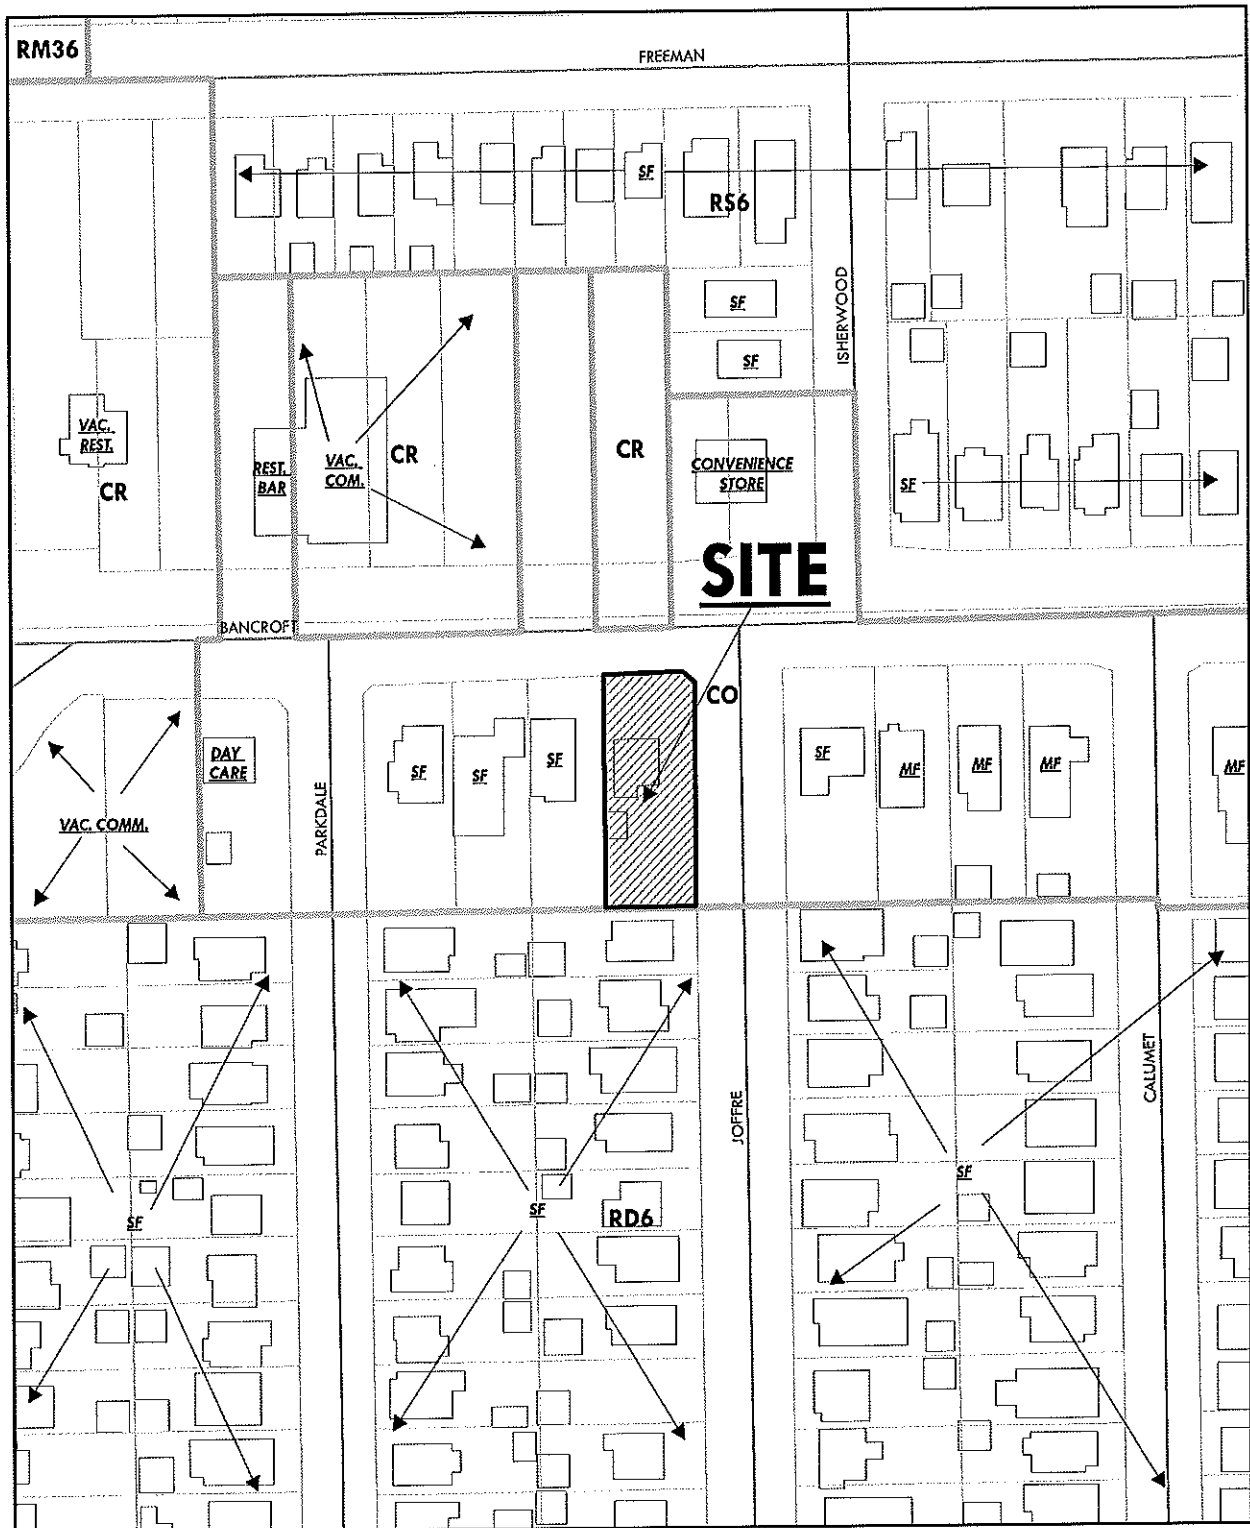 RM36
FREEMAN
SF
RS6
ISHERWOOD
SF
SF
VAC.
REST.
CR
REST.
BAR
VAC.
COM.
CR
CR
CONVENIENCE
STORE
SF
SITE
BANCROFT
CO
DAY
CARE
PARKDALE
SF
SF
SF
SF
MF
MF
MF
MF
VAC. COMM.
JOFFRE
CALUMET
SF
SF
RD6
SF